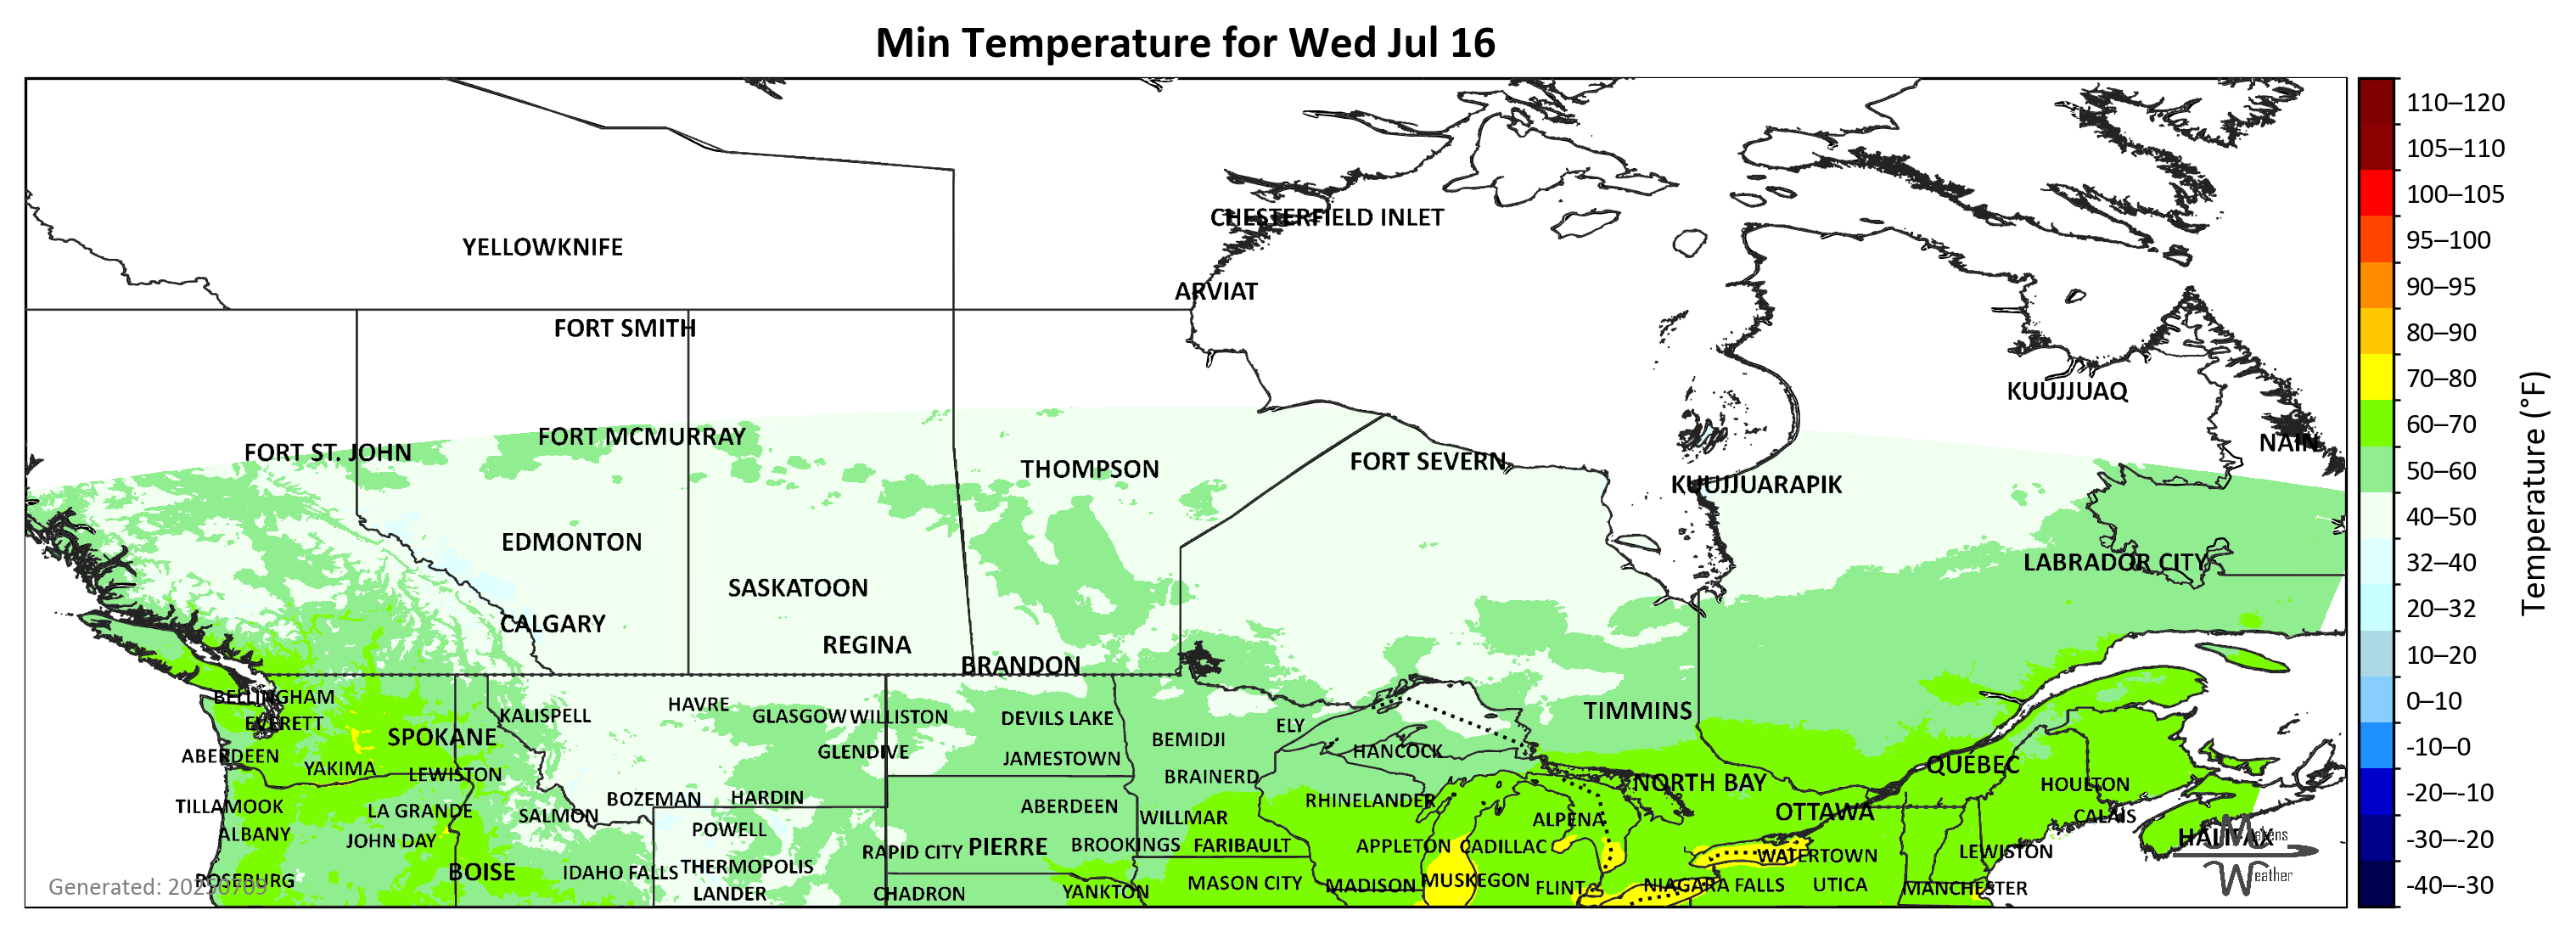 Min Temperature for Wed Jul 16
CHESTERFIELD INLET
YELLOWKNIFE
ARVIAT
FORT SMITH
KUUJJUAQ
FORT MCMURRAY
NAIN
FORT ST. JOHN
FORT SEVERN
THOMPSON
KUUJJUARAPIK
EDMONTON
LABRADOR CITY
SASKATOON
CALGARY
REGINA
BRANDON
BELLINGHAM
HAVRE
KALISPELL
GLASGOW
WILLISTON
DEVILS LAKE
TIMMINS
EVERETT
ELY
SPOKANE
BEMIDJI
ABERDEEN
GLENDIVE
JAMESTOWN
HANCOCK
QUÉBEC
YAKIMA
LEWISTON
BRAINERD
NORTH BAY
HOULTON
TILLAMOOK
LA GRANDE
BOZEMAN
HARDIN
ABERDEEN
RHINELANDER
OTTAWA
SALMON
WILLMAR
ALPENA
CALAIS
ALBANY
JOHN DAY
POWELL
HALIFAX
Makens
Weather
RAPID CITY
PIERRE
BROOKINGS
FARIBAULT
APPLETON
CADILLAC
WATERTOWN
LEWISTON
BOISE
IDAHO FALLS
THERMOPOLIS
ROSEBURG
Generated: 20250709
LANDER
CHADRON
YANKTON
MASON CITY
MADISON
MUSKEGON
FLINT
NIAGARA FALLS
UTICA
MANCHESTER
110–120
105–110
100–105
95–100
90–95
80–90
70–80
60–70
50–60
40–50
32–40
20–32
10–20
0–10
-10–0
-20–-10
-30–-20
-40–-30
Temperature (°F)